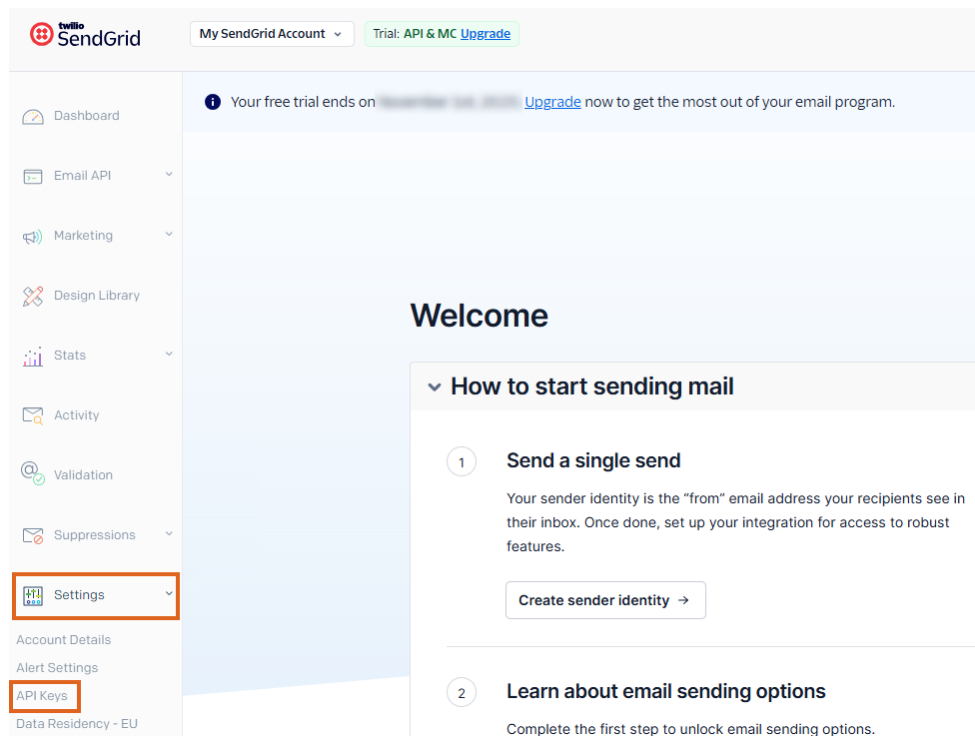 twilio
SendGrid
My SendGrid Account
Trial: API & MC Upgrade
Your free trial ends on Upgrade now to get the most out of your email program.
Dashboard
Email API
Marketing
Design Library
Stats
Activity
Validation
Suppressions
Settings
Account Details
Alert Settings
API Keys
Data Residency - EU
Welcome
How to start sending mail
1
Send a single send
Your sender identity is the “from” email address your recipients see in
their inbox. Once done, set up your integration for access to robust
features.
Create sender identity →
2
Learn about email sending options
Complete the first step to unlock email sending options.